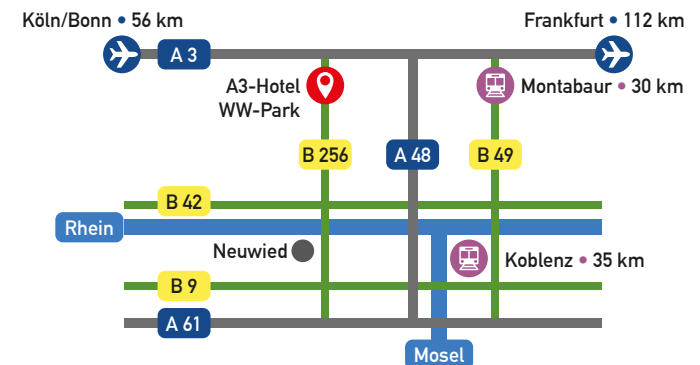 Köln/Bonn • 56 km
Frankfurt • 112 km
A 3
A3-Hotel
WW-Park
Montabaur • 30 km
B 256
A 48
B 49
B 42
Rhein
Neuwied
Koblenz • 35 km
B 9
A 61
Mosel